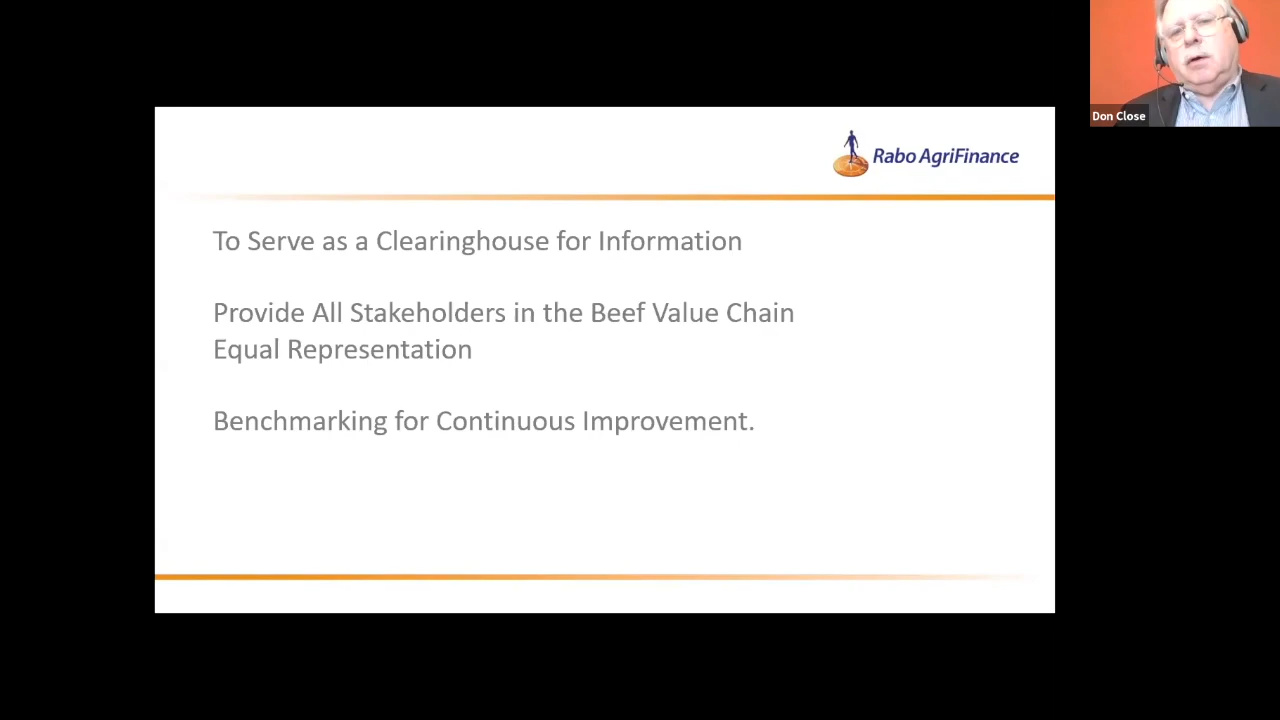 Don Close
Rabo AgriFinance
To Serve as a Clearinghouse for Information
Provide All Stakeholders in the Beef Value Chain
Equal Representation
Benchmarking for Continuous Improvement.